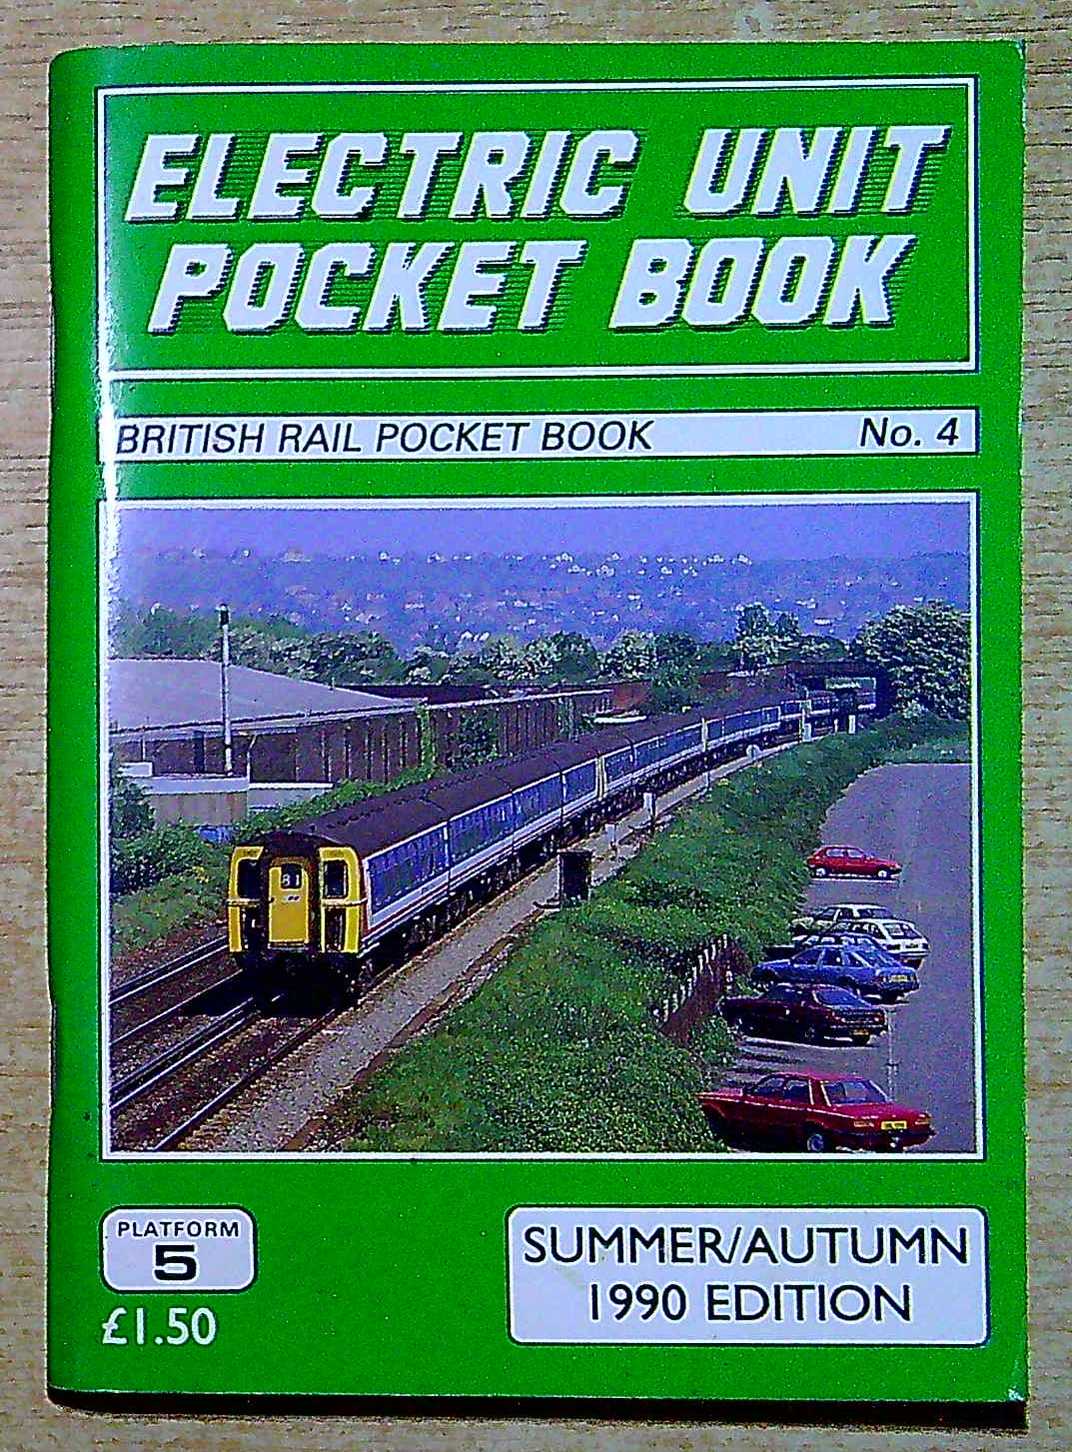 ELECTRIC UNIT
POCKET BOOK
BRITISH RAIL POCKET BOOK No. 4
PLATFORM
5
£1.50
SUMMER/AUTUMN
1990 EDITION